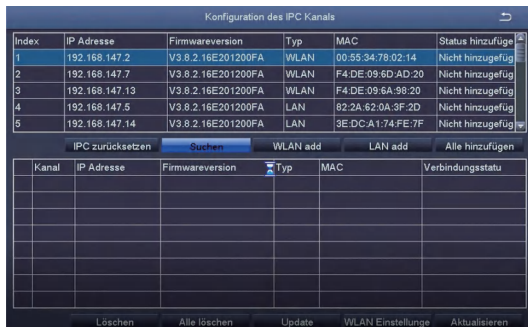 Konfiguration des IPC Kanals
Index IP Adresse Firmwareversion Typ MAC Status hinzufüge
1 192.168.147.2 V3.8.2.16E201200FA WLAN 00:55:34:78:02:14 Nicht hinzugefüg
2 192.168.147.7 V3.8.2.16E201200FA WLAN F4:DE:09:6D:AD:20 Nicht hinzugefüg
3 192.168.147.13 V3.8.2.16E201200FA WLAN F4:DE:09:6A:98:20 Nicht hinzugefüg
4 192.168.147.5 V3.8.2.16E201200FA LAN 82:2A:62:0A:3F:2D Nicht hinzugefüg
5 192.168.147.14 V3.8.2.16E201200FA LAN 3E:DC:A1:74:FE:7F Nicht hinzugefüg
IPC zurücksetzen Suchen WLAN add LAN add Alle hinzufügen
Kanal IP Adresse Firmwareversion Typ MAC Verbindungsstatu
Löschen Alle löschen Update WLAN Einstellunge Aktualisieren